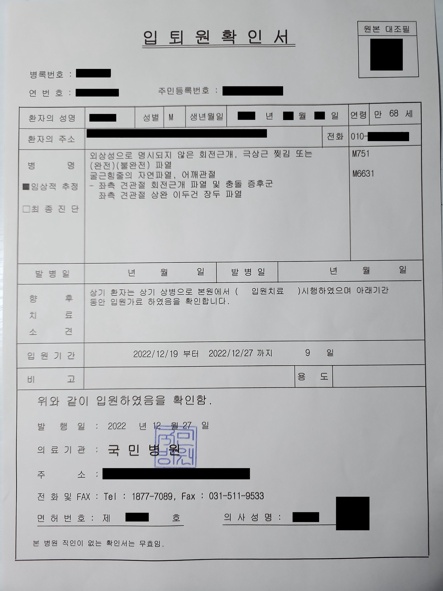 입 퇴 원 확 인 서
원본 대조필
병록번호 :
연 번호 : 주민등록번호 :
환자의 성명 성별 M 생년월일 년 월 일 연령 만 68 세
환자의 주소 전화 010-
병 명
■임상적 추정
□최 종 진 단
외상성으로 명시되지 않은 회전근개, 극상근 찢김 또는
(완전)(불완전) 파열
굴근힘줄의 자연파열, 어깨관절
- 좌측 견관절 회전근개 파열 및 충돌 증후군
좌측 견관절 상완 이두건 장두 파열
M751
M6631
발 병 일 년 월 일 발 병 일 년 월 일
향 후
치 료
소 견
상기 환자는 상기 상병으로 본원에서 ( 입원치료 )시행하였으며 아래기간
동안 입원가료 하였음을 확인합니다.
입 원 기 간 2022/12/19 부터 2022/12/27 까지 9 일
비 고 용 도
위와 같이 입원하였음을 확인함.
발 행 일 : 2022 년 12 월 27 일
의 료 기 관 : 국 민 병 원
주 소 :
전 화 및 FAX : Tel : 1877-7089, Fax : 031-511-9533
면 허 번 호 : 제 호 의 사 성 명 :
본 병원 직인이 없는 확인서는 무효임.